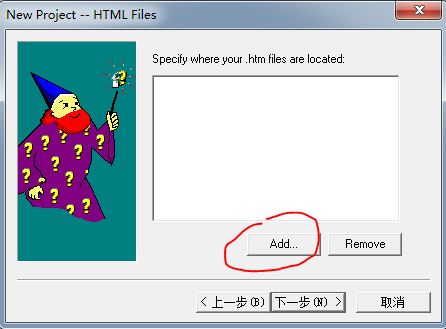 New Project -- HTML Files
Specify where your .htm files are located:
Add...
Remove
< 上一步(B)
下一步(N) >
取消